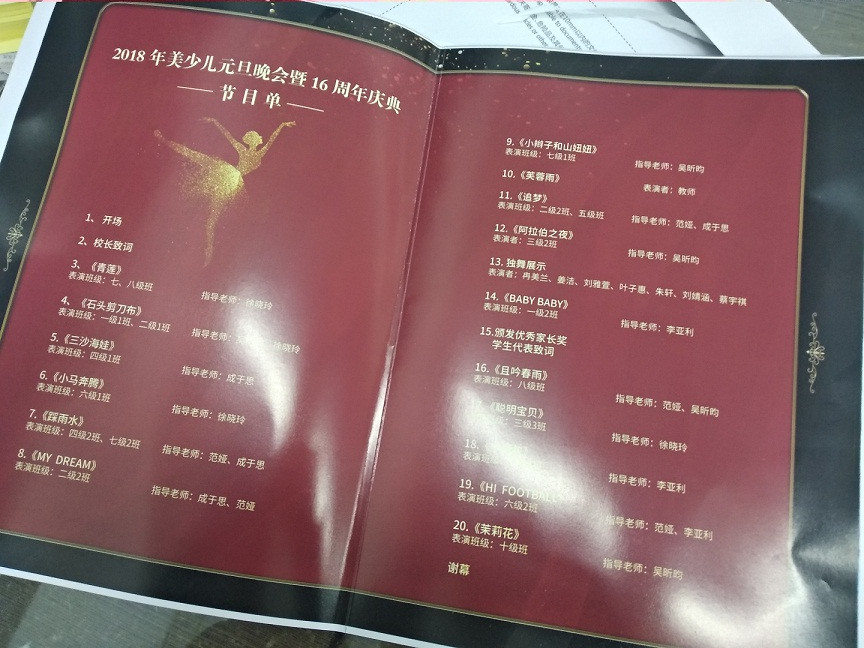 2018 年美少儿元旦晚会暨 16 周年庆典
节目单
1、 开场
2、校长致词
3、《青莲》
表演班级：七、八级班
指导老师：徐晓玲
4、《石头剪刀布》
表演班级：一级1班、二级1班
指导老师： 徐晓玲
5、《三沙海娃》
表演班级：四级1班
指导老师：成于思
6、《小马奔腾》
表演班级：六级1班
指导老师：徐晓玲
7、《踩雨水》
表演班级：四级2班、七级2班
指导老师：范娅、成于思
8、《MY DREAM》
表演班级：二级2班
指导老师：成于思、范娅
9、《小辫子和山妞妞》
表演班级：七级1班
指导老师：吴昕昀
10、《芙蓉雨》
表演者：教师
11、《追梦》
表演班级：二级2班、五级班
指导老师：范娅、成于思
12、《阿拉伯之夜》
表演者：三级2班
指导老师：吴昕昀
13. 独舞展示
表演者：冉美兰、姜洁、刘雅萱、叶子惠、朱轩、刘婧涵、蔡宇祺
14、《BABY BABY》
表演班级：一级2班
指导老师：李亚利
15.颁发优秀家长奖
学生代表致词
16、《且吟春雨》
表演班级：八级班
指导老师：范娅、吴昕昀
《聪明宝贝》
三级3班
指导老师：徐晓玲
18、
指导老师：李亚利
19、《HI FOOTBALL
表演班级：六级2班
指导老师：范娅、李亚利
20、《茉莉花》
表演班级：十级班
指导老师：吴昕昀
谢幕